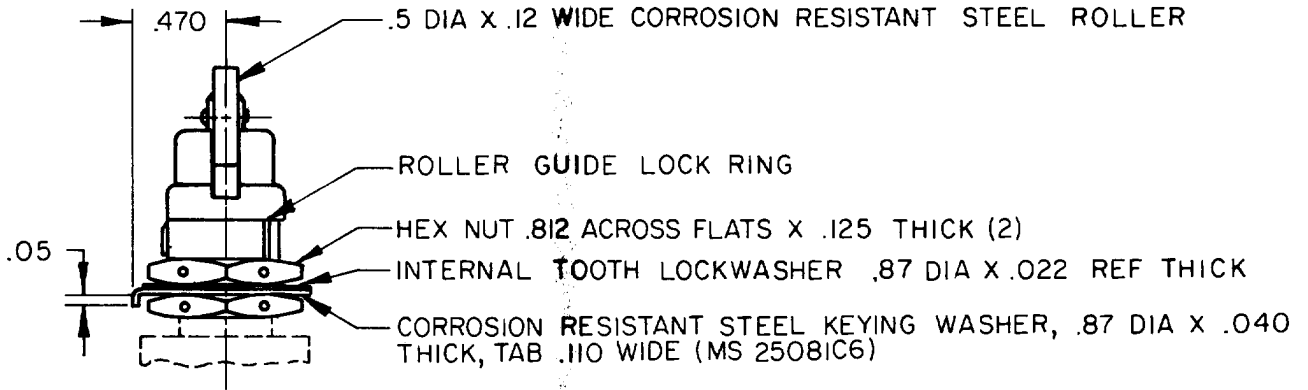 .470
.5 DIA X .12 WIDE CORROSION RESISTANT STEEL ROLLER
ROLLER GUIDE LOCK RING
HEX NUT .812 ACROSS FLATS X .125 THICK (2)
.05
INTERNAL TOOTH LOCKWASHER .87 DIA X .022 REF THICK
CORROSION RESISTANT STEEL KEYING WASHER, .87 DIA X .040
THICK, TAB .110 WIDE (MS 25081C6)